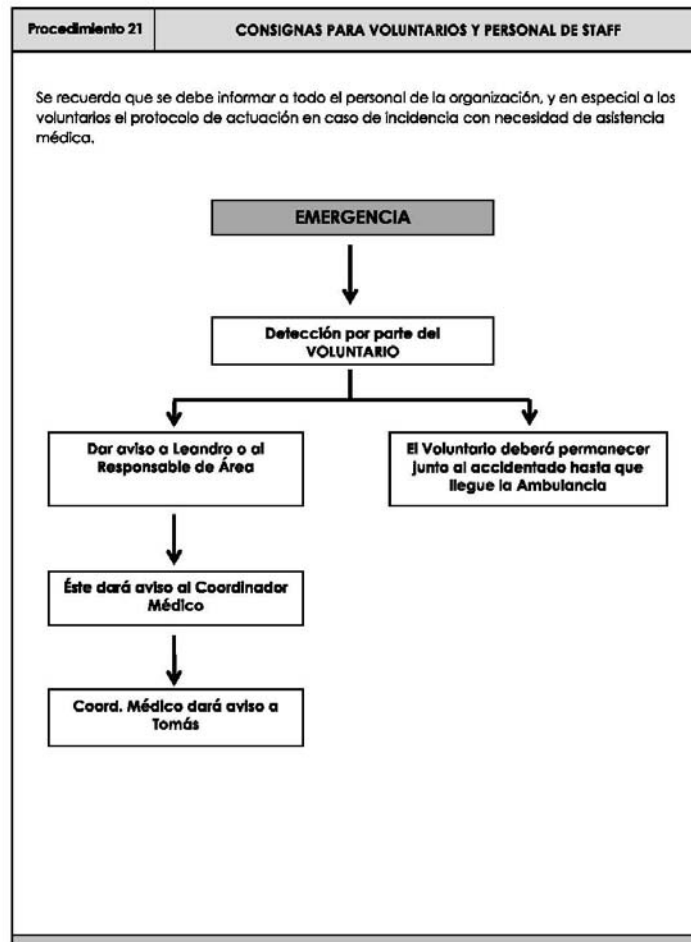 Procedimiento 21
CONSIGNAS PARA VOLUNTARIOS Y PERSONAL DE STAFF
Se recuerda que se debe informar a todo el personal de la organización, y en especial a los
voluntarios el protocolo de actuación en caso de incidencia con necesidad de asistencia
médica.
EMERGENCIA
Detección por parte del
VOLUNTARIO
Dar aviso a Leandro o al
Responsable de Área
El Voluntario deberá permanecer
junto al accidentado hasta que
llegue la Ambulancia
Éste dará aviso al Coordinador
Médico
Coord. Médico dará aviso a
Tomás